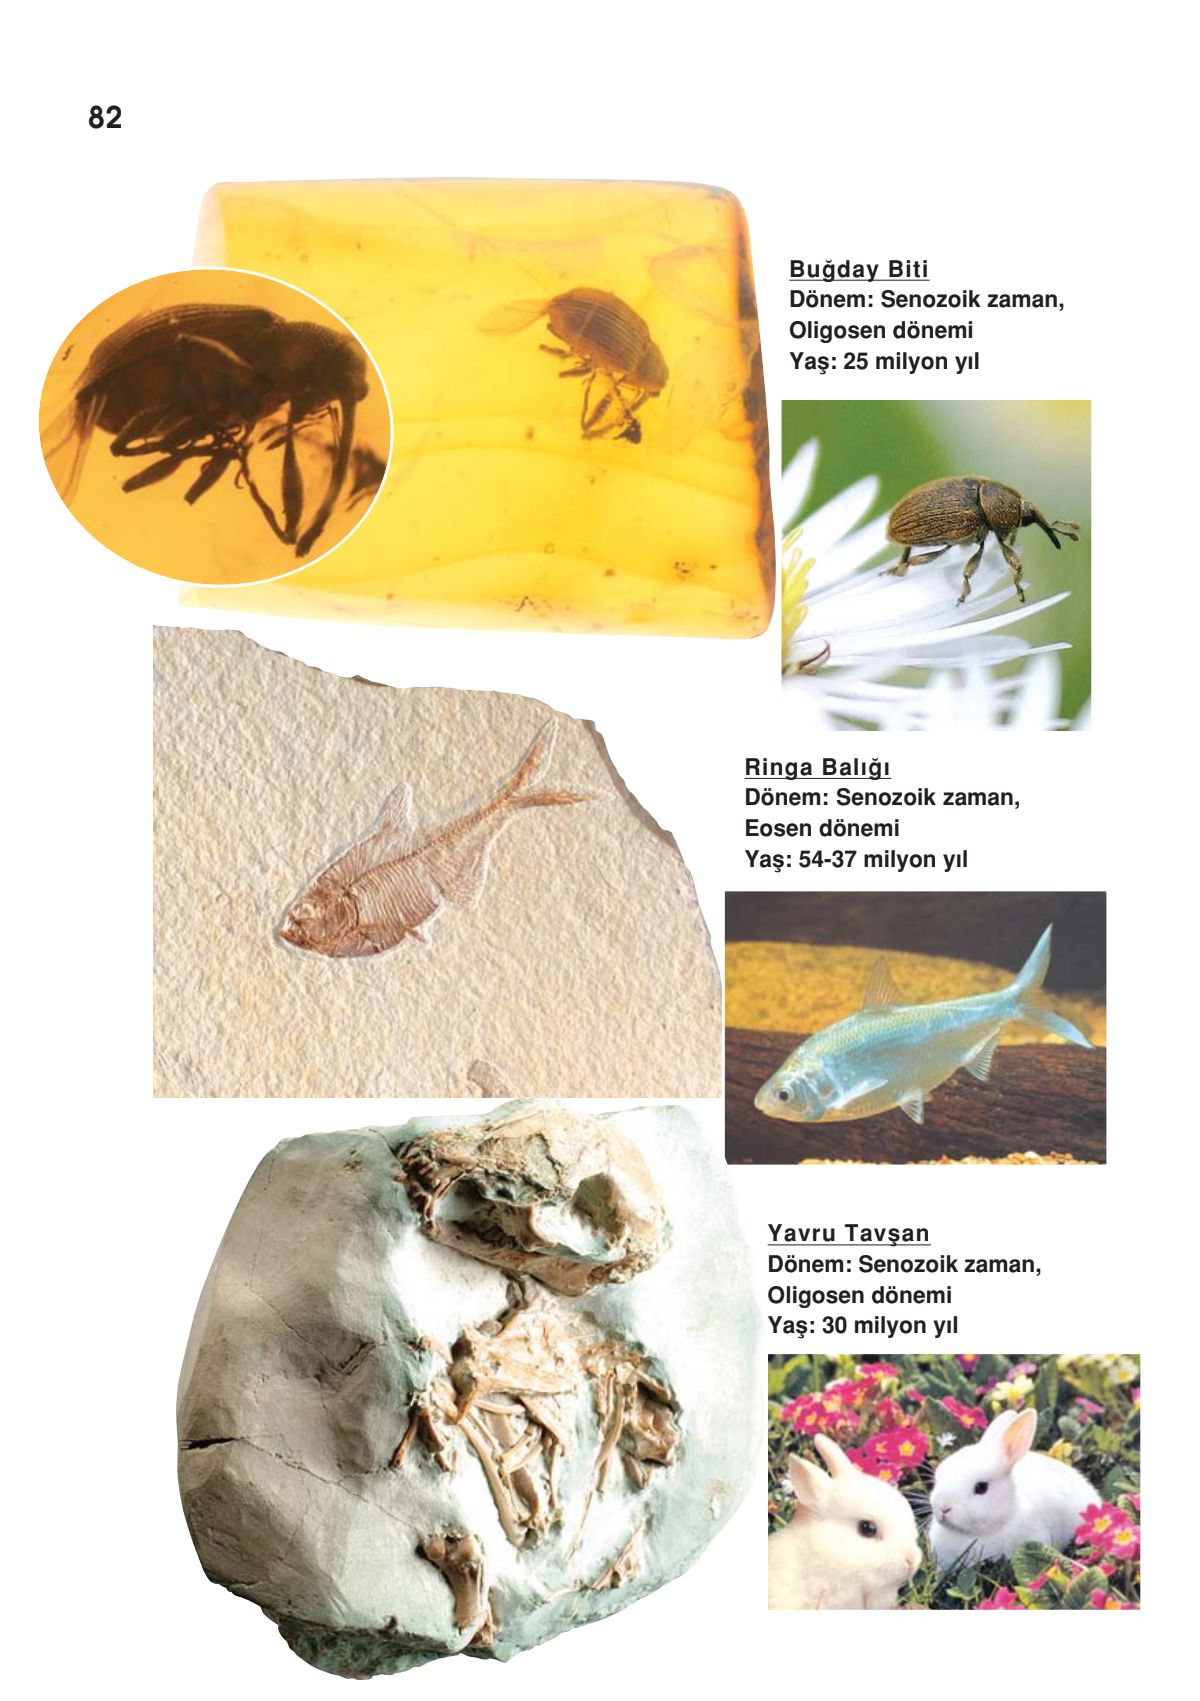 82
Buğday Biti
Dönem: Senozoik zaman,
Oligosen dönemi
Yaş: 25 milyon yıl
Ringa Balığı
Dönem: Senozoik zaman,
Eosen dönemi
Yaş: 54-37 milyon yıl
Yavru Tavşan
Dönem: Senozoik zaman,
Oligosen dönemi
Yaş: 30 milyon yıl